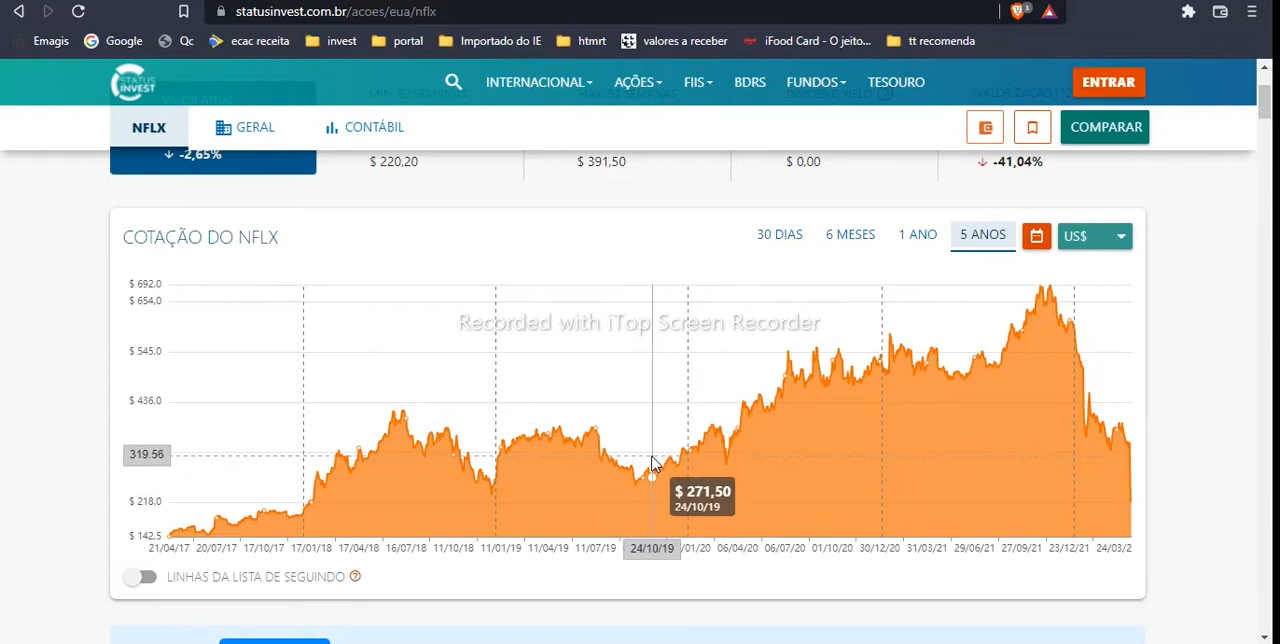 statusinvest.com.br/acoes/eua/nflx
Emagis Google Qc ecac receita invest portal Importado do IE htmrt valores a receber iFood Card - O jeito... tt recomenda
STATUS INVEST INTERNACIONAL AÇÕES FIIS BDRS FUNDOS TESOURO ENTRAR
NFLX GERAL CONTÁBIL COMPARAR
-2,65% $ 220,20 $ 391,50 $ 0,00 -41,04%
COTAÇÃO DO NFLX 30 DIAS 6 MESES 1 ANO 5 ANOS US$
$ 692,0
$ 654,0
Recorded with iTop Screen Recorder
$ 545,0
$ 436,0
319.56
$ 271,50
$ 218,0
24/10/19
$ 142,5
21/04/17 20/07/17 17/10/17 17/01/18 17/04/18 16/07/18 11/10/18 11/01/19 11/04/19 11/07/19 24/10/19 /01/20 06/04/20 06/07/20 01/10/20 30/12/20 31/03/21 29/06/21 27/09/21 23/12/21 24/03/2
LINHAS DA LISTA DE SEGUINDO